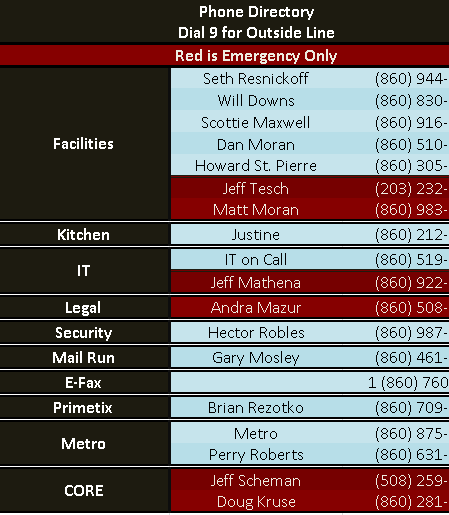 Phone Directory
Dial 9 for Outside Line
Red is Emergency Only
Facilities
Seth Resnickoff (860) 944-
Will Downs (860) 830-
Scottie Maxwell (860) 916-
Dan Moran (860) 510-
Howard St. Pierre (860) 305-
Jeff Tesch (203) 232-
Matt Moran (860) 983-
Kitchen Justine (860) 212-
IT
IT on Call (860) 519-
Jeff Mathena (860) 922-
Legal Andra Mazur (860) 508-
Security Hector Robles (860) 987-
Mail Run Gary Mosley (860) 461-
E-Fax 1 (860) 760
Primetix Brian Rezotko (860) 709-
Metro
Metro (860) 875-
Perry Roberts (860) 631-
CORE
Jeff Scheman (508) 259-
Doug Kruse (860) 281-